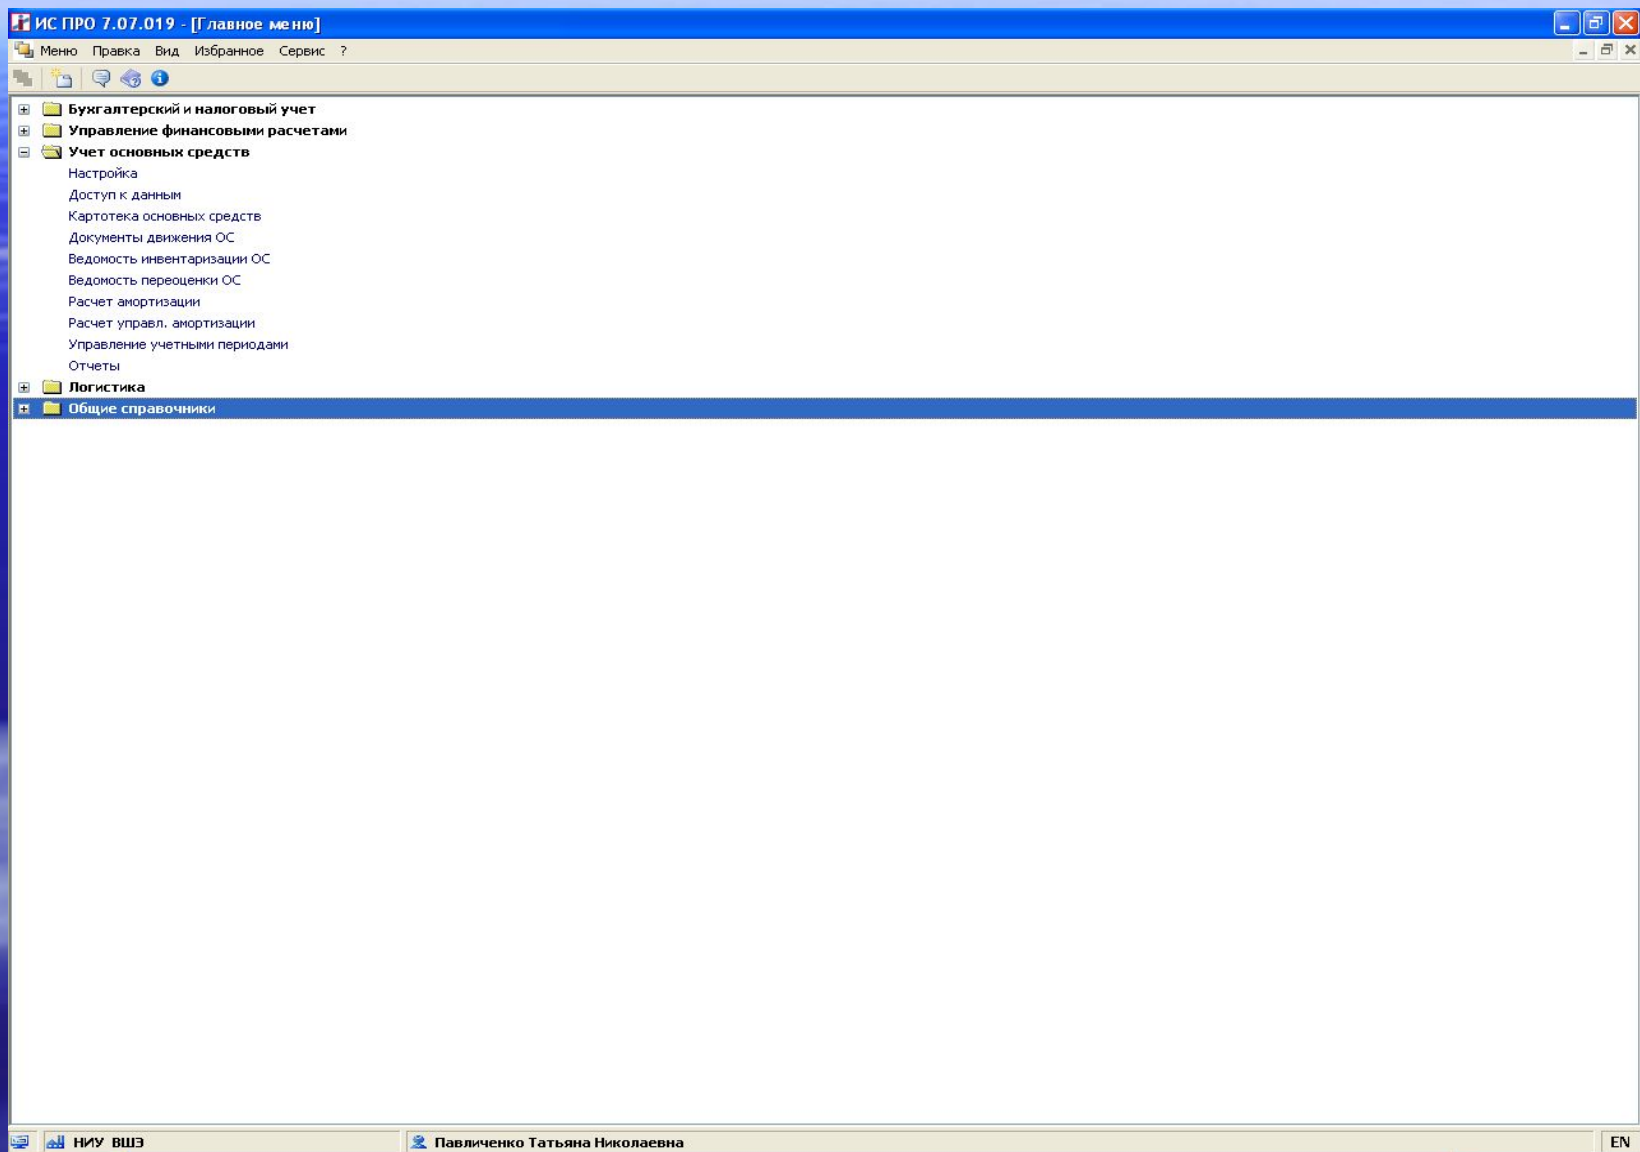 ИС ПРО 7.07.019 - [Главное меню]
Меню Правка Вид Избранное Сервис ?
Бухгалтерский и налоговый учет
Управление финансовыми расчетами
Учет основных средств
Настройка
Доступ к данным
Картотека основных средств
Документы движения ОС
Ведомость инвентаризации ОС
Ведомость переоценки ОС
Расчет амортизации
Расчет управл. амортизации
Управление учетными периодами
Отчеты
Логистика
Общие справочники
НИУ ВШЭ Павличенко Татьяна Николаевна EN